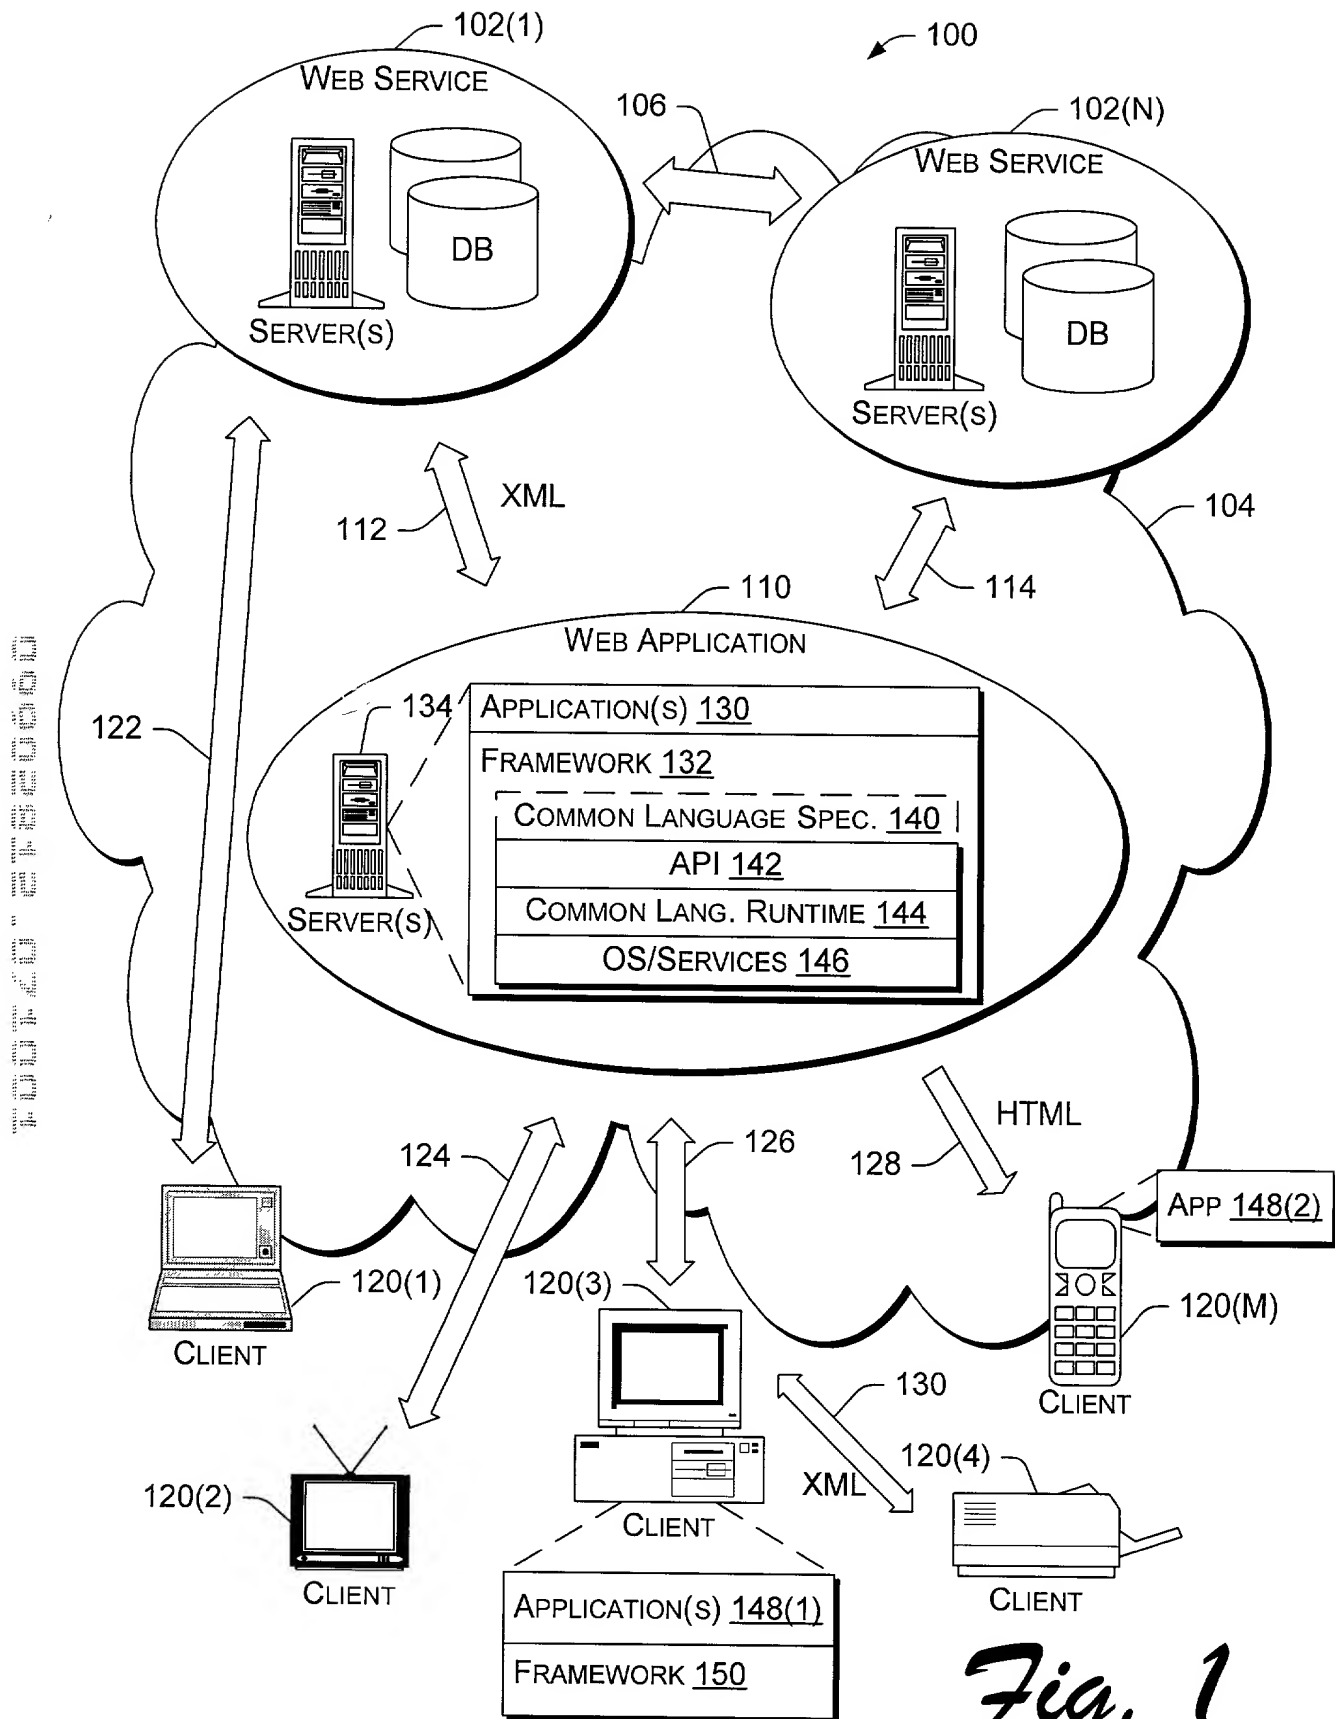 102(1)
100
WEB SERVICE
106
102(N)
WEB SERVICE
DB
SERVER(S)
DB
SERVER(S)
XML
112
104
114
110
WEB APPLICATION
134
APPLICATION(S) 130
122
FRAMEWORK 132
COMMON LANGUAGE SPEC. 140
API 142
SERVER(S)
COMMON LANG. RUNTIME 144
OS/SERVICES 146
HTML
124
126
128
APP 148(2)
120(1)
120(3)
120(M)
CLIENT
CLIENT
130
120(4)
120(2)
XML
CLIENT
CLIENT
CLIENT
APPLICATION(S) 148(1)
FRAMEWORK 150
Fig. 1